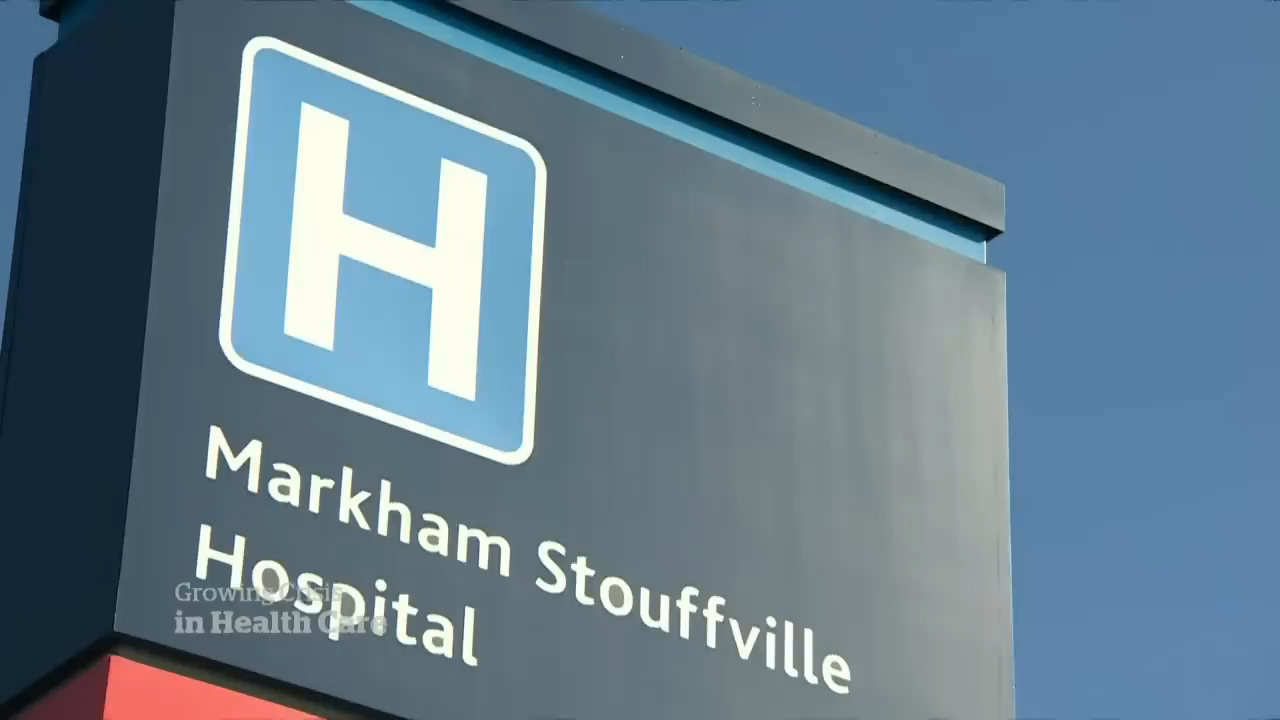 H
Markham Stouffville
Hospital
Growing Crisis
in Health Care